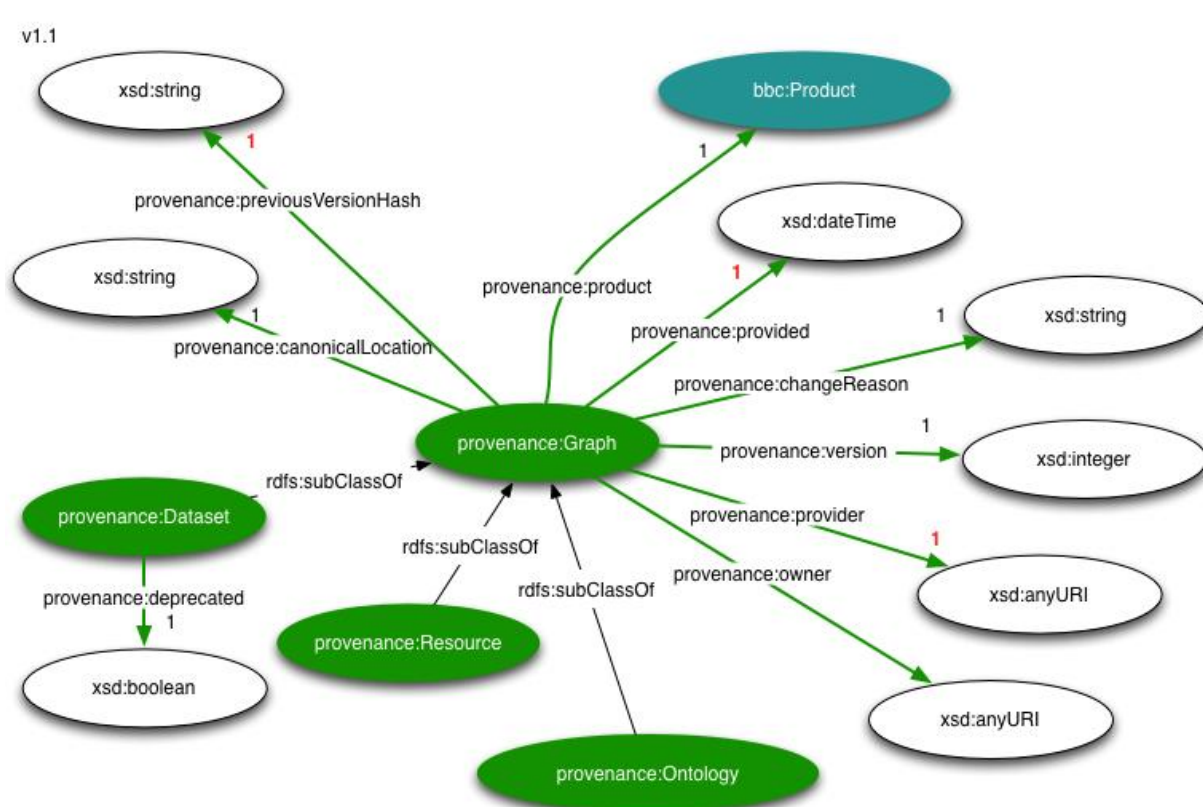 v1.1
xsd:string
bbc:Product
1
1
provenance:previousVersionHash
xsd:dateTime
xsd:string
1
provenance:product
1
1
xsd:string
provenance:provided
provenance:canonicalLocation
provenance:changeReason
provenance:Graph
1
provenance:version
xsd:integer
rdfs:subClassOf
provenance:Dataset
provenance:provider
1
rdfs:subClassOf
provenance:owner
rdfs:subClassOf
provenance:deprecated
xsd:anyURI
1
provenance:Resource
xsd:boolean
xsd:anyURI
provenance:Ontology